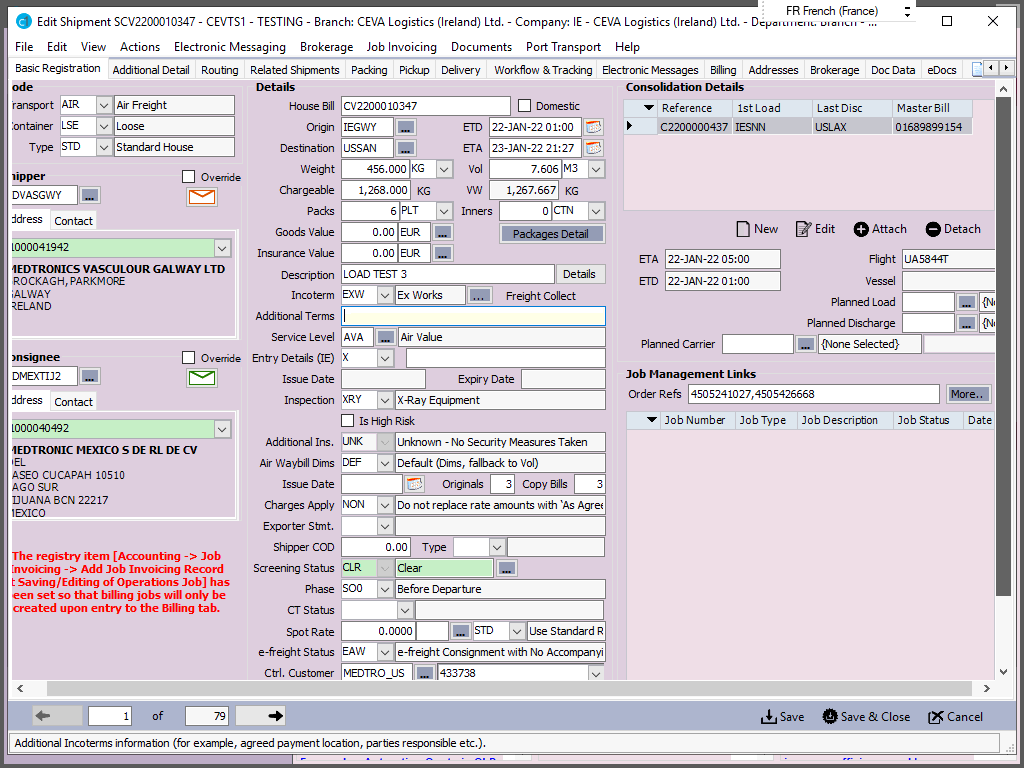 Edit Shipment SCV2200010347 - CEVTS1 - TESTING - Branch: CEVA Logistics (Ireland) Ltd. - Company: IE - CEVA Logistics (Ireland) Ltd. - Department: Branch - ...
FR French (France)
File Edit View Actions Electronic Messaging Brokerage Job Invoicing Documents Port Transport Help
Basic Registration Additional Detail Routing Related Shipments Packing Pickup Delivery Workflow & Tracking Electronic Messages Billing Addresses Brokerage Doc Data eDocs
ode
ransport AIR Air Freight
ontainer LSE Loose
Type STD Standard House
hipper Override
DVASGWY ...
ddress Contact
1000041942
MEDTRONICS VASCULOUR GALWAY LTD
BROCKAGH, PARKMORE
GALWAY
IRELAND
onsignee Override
DMEXTIJ2 ...
ddress Contact
1000040492
MEDTRONIC MEXICO S DE RL DE CV
DEL
PASEO CUCAPAH 10510
LAGO SUR
TIJUANA BCN 22217
MEXICO
The registry item [Accounting -> Job
Invoicing -> Add Job Invoicing Record
t Saving/Editing of Operations Job] has
been set so that billing jobs will only be
created upon entry to the Billing tab.
Details
House Bill CV2200010347 Domestic
Origin IEGWY ... ETD 22-JAN-22 01:00
Destination USSAN ... ETA 23-JAN-22 21:27
Weight 456.000 KG Vol 7.606 M3
Chargeable 1,268.000 KG VW 1,267.667 KG
Packs 6 PLT Inners 0 CTN
Goods Value 0.00 EUR ... Packages Detail
Insurance Value 0.00 EUR ...
Description LOAD TEST 3 Details
Incoterm EXW Ex Works ... Freight Collect
Additional Terms
Service Level AVA ... Air Value
Entry Details (IE) X
Issue Date Expiry Date
Inspection XRY X-Ray Equipment
Is High Risk
Additional Ins. UNK Unknown - No Security Measures Taken
Air Waybill Dims DEF Default (Dims, fallback to Vol)
Issue Date Originals 3 Copy Bills 3
Charges Apply NON Do not replace rate amounts with 'As Agree
Exporter Stmt.
Shipper COD 0.00 Type
Screening Status CLR Clear ...
Phase SO0 Before Departure
CT Status
Spot Rate 0.0000 ... STD Use Standard R
e-freight Status EAW e-freight Consignment with No Accompanyi
Ctrl. Customer MEDTRO_US ... 433738
Consolidation Details
Reference 1st Load Last Disc Master Bill
C2200000437 IESNN USLAX 01689899154
New Edit Attach Detach
ETA 22-JAN-22 05:00 Flight UA5844T
ETD 22-JAN-22 01:00 Vessel
Planned Load ... {No
Planned Discharge ... {No
Planned Carrier ... {None Selected}
Job Management Links
Order Refs 4505241027,4505426668 More..
Job Number Job Type Job Description Job Status Date
1 of 79 Save Save & Close Cancel
Additional Incoterms information (for example, agreed payment location, parties responsible etc.).